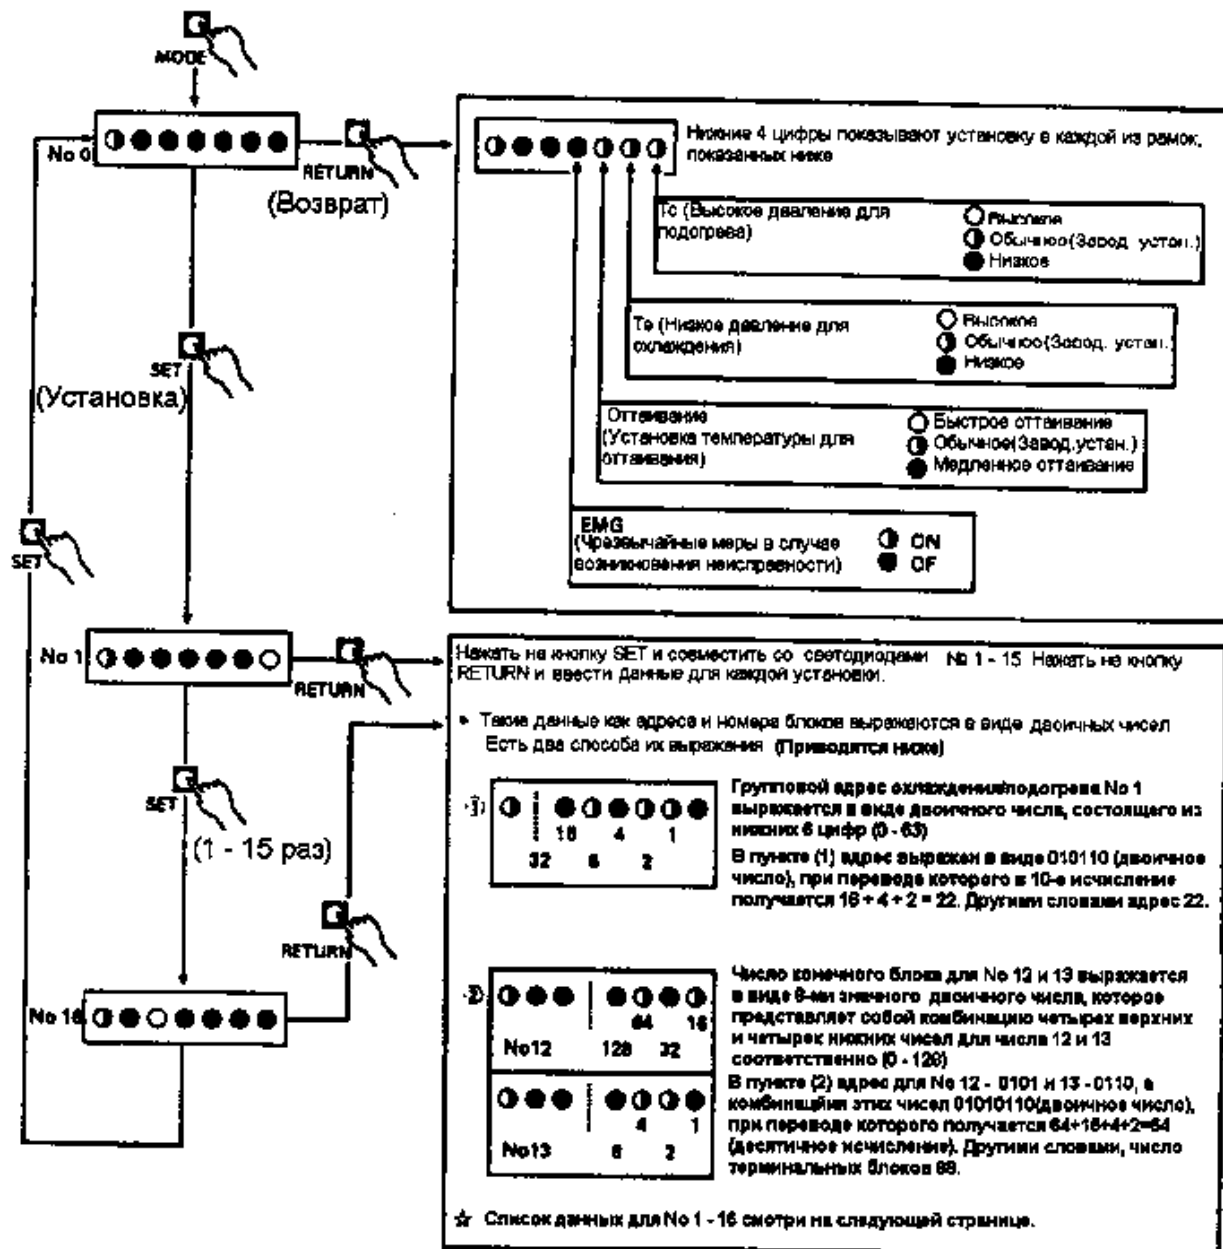 MODE
No 0
RETURN
(Возврат)
Нижние 4 цифры показывают установку в каждой из рамок,
показанных ниже
Tc (Высокое давление для
подогрева)
Высокое
Обычное(Завод. устан.)
Низкое
Te (Низкое давление для
охлаждения)
Высокое
Обычное(Завод. устан.)
Низкое
SET
(Установка)
Оттаивание
(Установка температуры для
оттаивания)
Быстрое оттаивание
Обычное(Завод.устан.)
Медленное оттаивание
EMG
(Чрезвычайные меры в случае
возникновения неисправности)
ON
OF
SET
No 1
RETURN
Нажать на кнопку SET и совместить со светодиодами № 1 - 15 Нажать на кнопку
RETURN и ввести данные для каждой установки.
• Такие данные как адреса и номера блоков выражаются в виде двоичных чисел
Есть два способа их выражения (Приводятся ниже)
SET
(1 - 15 раз)
16 4 1
32 8 2
Групповой адрес охлаждения/подогрева No 1
выражается в виде двоичного числа, состоящего из
нижних 6 цифр (0 - 63)
В пункте (1) адрес выражен в виде 010110 (двоичное
число), при переводе которого в 10-е исчисление
получается 16 + 4 + 2 = 22. Другими словами адрес 22.
RETURN
No 16
64 16
No12 128 32
4 1
No13 8 2
Число конечного блока для No 12 и 13 выражается
в виде 8-ми значного двоичного числа, которое
представляет собой комбинацию четырех верхних
и четырех нижних чисел для числа 12 и 13
соответственно (0 - 128)
В пункте (2) адрес для No 12 - 0101 и 13 - 0110, а
комбинаций этих чисел 01010110(двоичное число),
при переводе которого получается 64+16+4+2=64
(десятичное исчисление). Другими словами, число
терминальных блоков 88.
☆ Список данных для No 1 - 16 смотри на следующей странице.